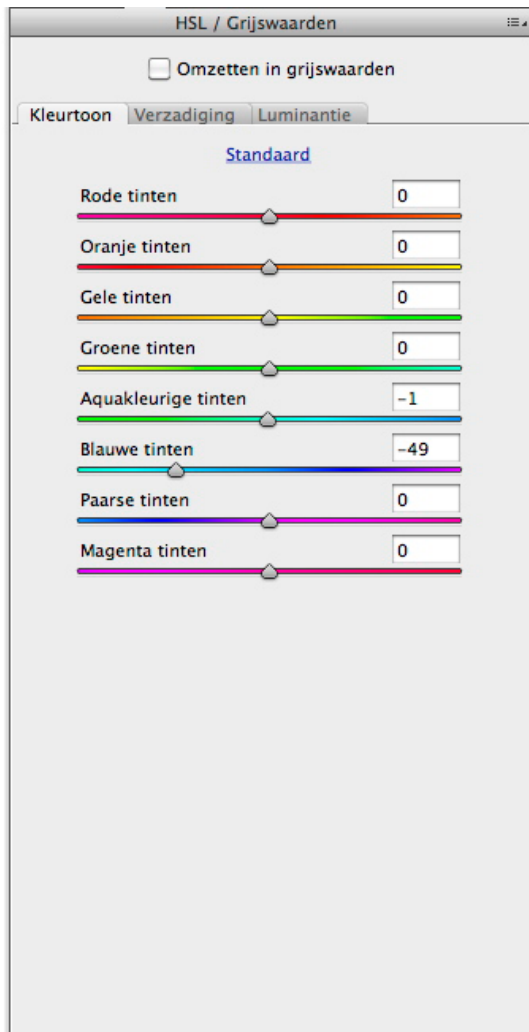 HSL / Grijswaarden
Omzetten in grijswaarden
Kleurtoon Verzadiging Luminantie
Standaard
Rode tinten 0
Oranje tinten 0
Gele tinten 0
Groene tinten 0
Aquakleurige tinten -1
Blauwe tinten -49
Paarse tinten 0
Magenta tinten 0